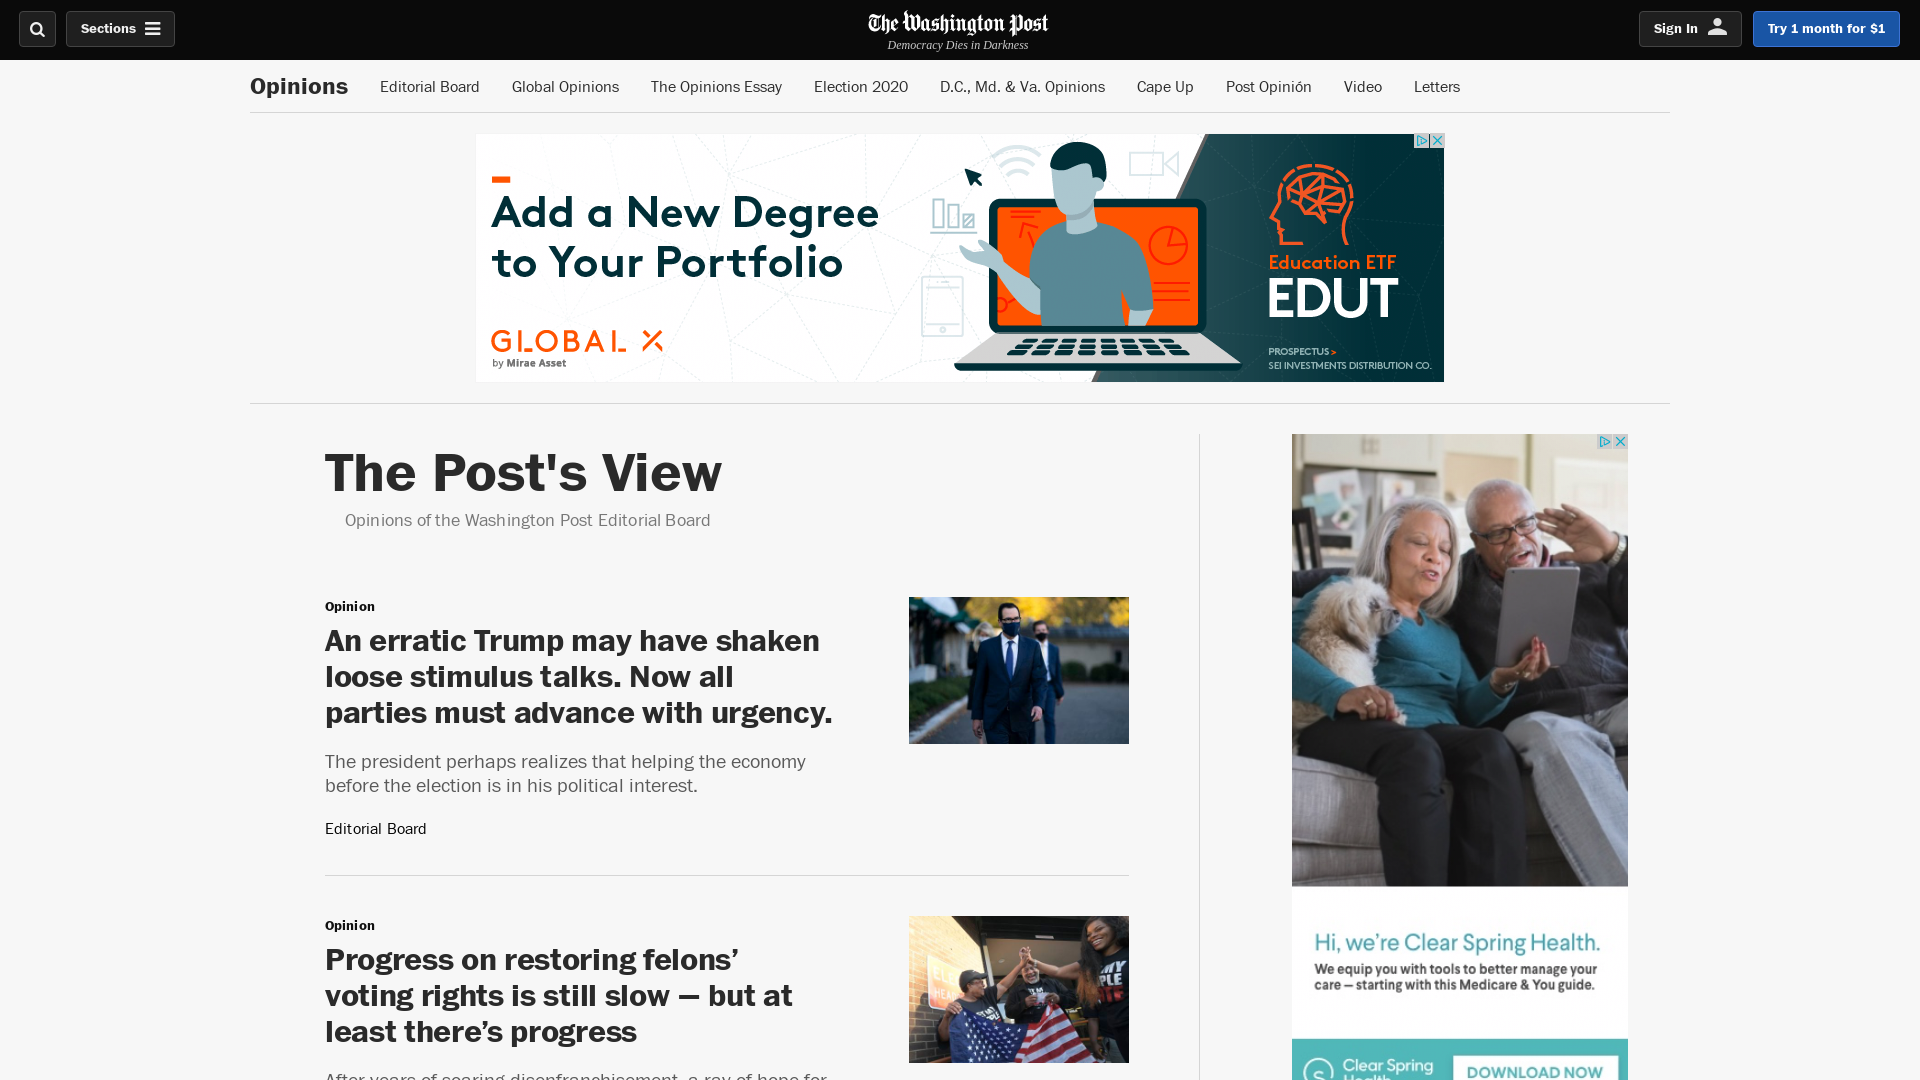 Sections
The Washington Post
Democracy Dies in Darkness
Sign In
Try 1 month for $1
Opinions
Editorial Board
Global Opinions
The Opinions Essay
Election 2020
D.C., Md. & Va. Opinions
Cape Up
Post Opinión
Video
Letters
Add a New Degree
to Your Portfolio
GLOBAL X
by Mirae Asset
Education ETF
EDUT
PROSPECTUS >
SEI INVESTMENTS DISTRIBUTION CO.
The Post's View
Opinions of the Washington Post Editorial Board
Opinion
An erratic Trump may have shaken
loose stimulus talks. Now all
parties must advance with urgency.
The president perhaps realizes that helping the economy
before the election is in his political interest.
Editorial Board
Opinion
Progress on restoring felons’
voting rights is still slow — but at
least there’s progress
After years of soaring disenfranchisement, a ray of hope for
Hi, we’re Clear Spring Health.
We equip you with tools to better manage your
care — starting with this Medicare & You guide.
Clear Spring
Health
DOWNLOAD NOW